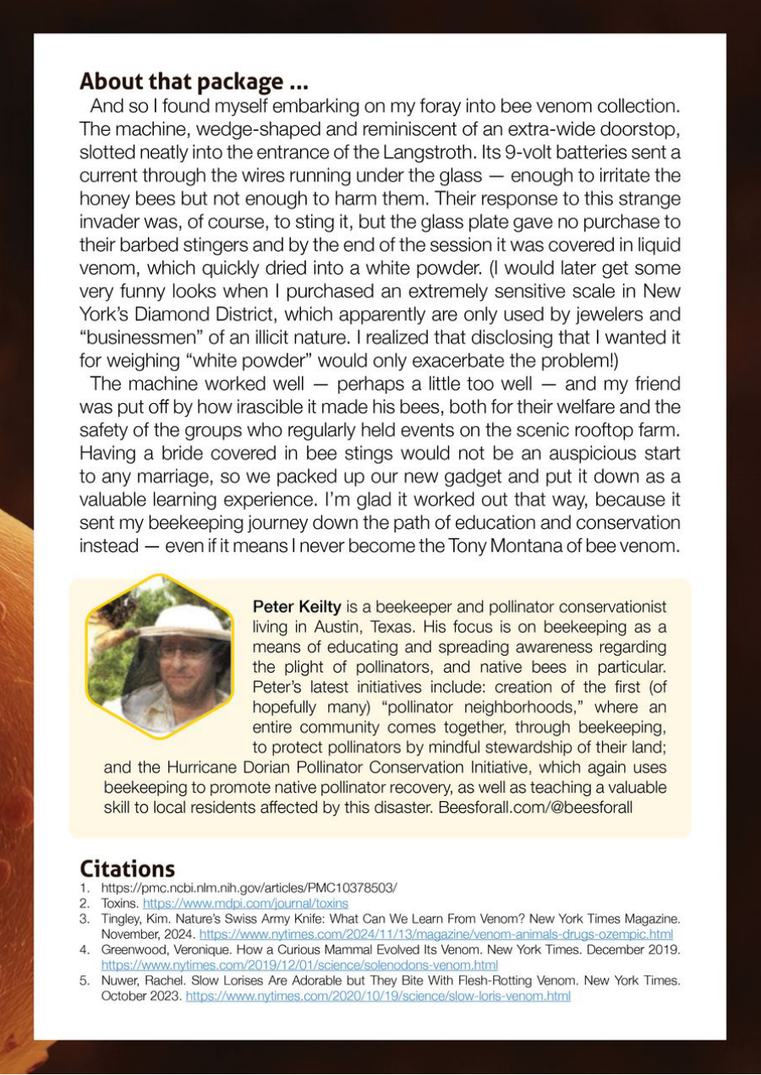 About that package ...
And so I found myself embarking on my foray into bee venom collection.
The machine, wedge-shaped and reminiscent of an extra-wide doorstop,
slotted neatly into the entrance of the Langstroth. Its 9-volt batteries sent a
current through the wires running under the glass — enough to irritate the
honey bees but not enough to harm them. Their response to this strange
invader was, of course, to sting it, but the glass plate gave no purchase to
their barbed stingers and by the end of the session it was covered in liquid
venom, which quickly dried into a white powder. (I would later get some
very funny looks when I purchased an extremely sensitive scale in New
York's Diamond District, which apparently are only used by jewelers and
“businessmen” of an illicit nature. I realized that disclosing that I wanted it
for weighing “white powder” would only exacerbate the problem!)
The machine worked well — perhaps a little too well — and my friend
was put off by how irascible it made his bees, both for their welfare and the
safety of the groups who regularly held events on the scenic rooftop farm.
Having a bride covered in bee stings would not be an auspicious start
to any marriage, so we packed up our new gadget and put it down as a
valuable learning experience. I'm glad it worked out that way, because it
sent my beekeeping journey down the path of education and conservation
instead — even if it means I never become the Tony Montana of bee venom.
Peter Keilty is a beekeeper and pollinator conservationist
living in Austin, Texas. His focus is on beekeeping as a
means of educating and spreading awareness regarding
the plight of pollinators, and native bees in particular.
Peter's latest initiatives include: creation of the first (of
hopefully many) “pollinator neighborhoods,” where an
entire community comes together, through beekeeping,
to protect pollinators by mindful stewardship of their land;
and the Hurricane Dorian Pollinator Conservation Initiative, which again uses
beekeeping to promote native pollinator recovery, as well as teaching a valuable
skill to local residents affected by this disaster. Beesforall.com/@beesforall
Citations
1. https://pmc.ncbi.nlm.nih.gov/articles/PMC10378503/
2. Toxins. https://www.mdpi.com/journal/toxins
3. Tingley, Kim. Nature's Swiss Army Knife: What Can We Learn From Venom? New York Times Magazine.
November, 2024. https://www.nytimes.com/2024/11/13/magazine/venom-animals-drugs-ozempic.html
4. Greenwood, Veronique. How a Curious Mammal Evolved Its Venom. New York Times. December 2019.
https://www.nytimes.com/2019/12/01/science/solenodons-venom.html
5. Nuwer, Rachel. Slow Lorises Are Adorable but They Bite With Flesh-Rotting Venom. New York Times.
October 2023. https://www.nytimes.com/2020/10/19/science/slow-loris-venom.html